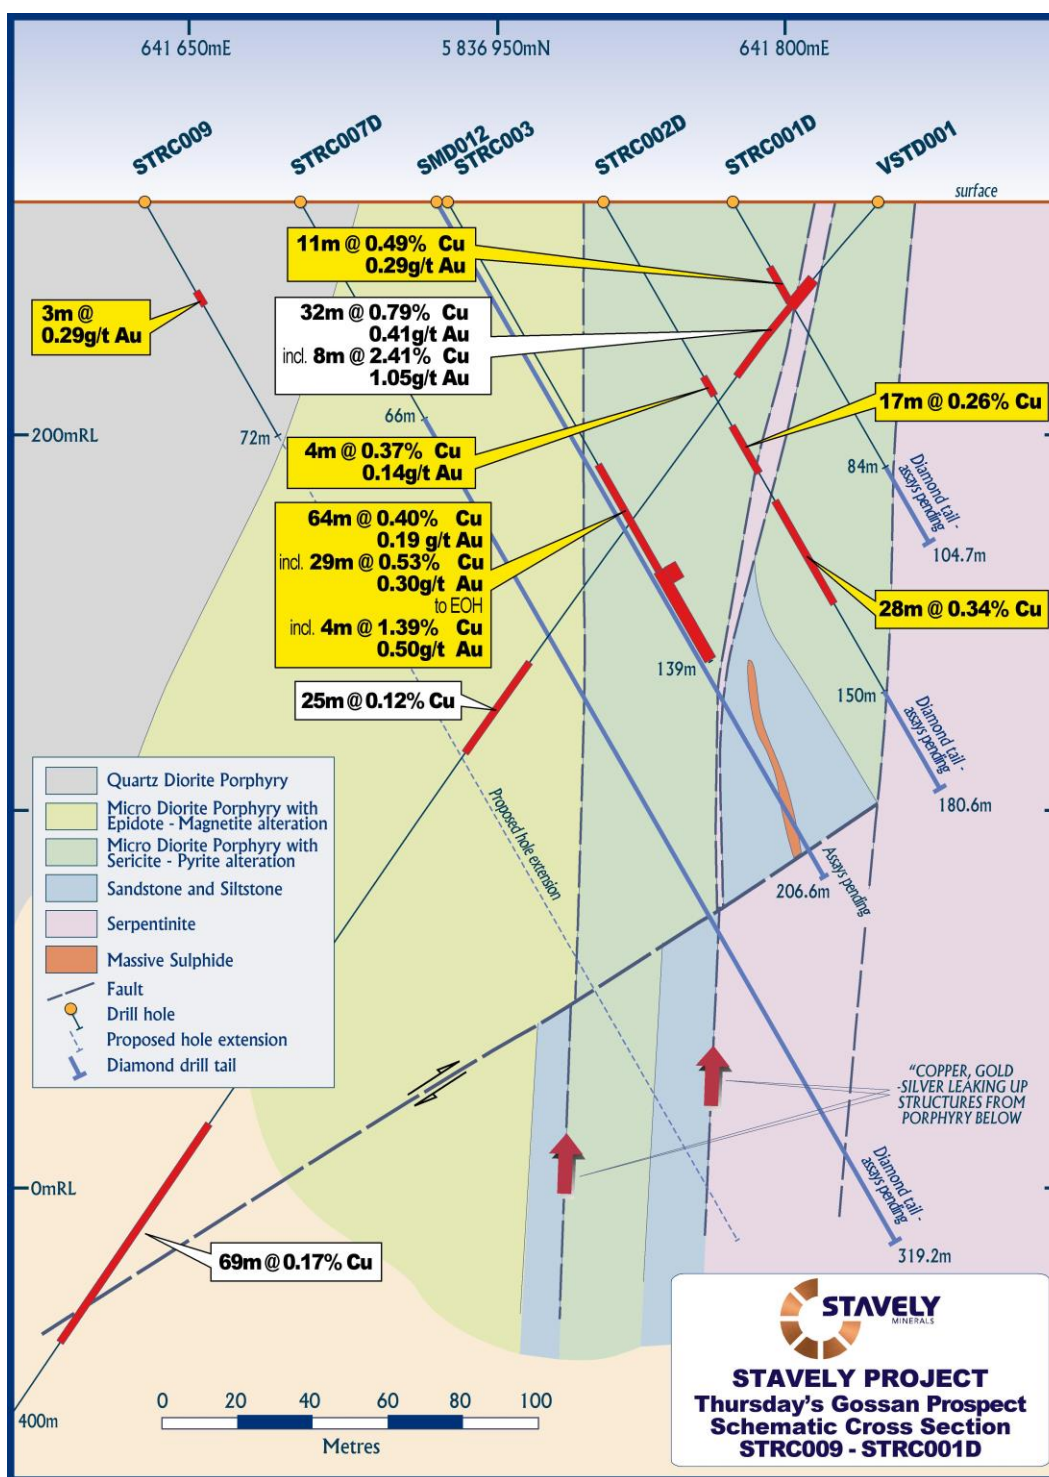 641 650mE
5 836 950mN
641 800mE
STRC009
STRC007D
SMD012
STRC003
STRC002D
STRC001D
VSTD001
surface
11m @ 0.49% Cu
0.29g/t Au
3m @
0.29g/t Au
32m @ 0.79% Cu
0.41g/t Au
incl. 8m @ 2.41% Cu
1.05g/t Au
66m
17m @ 0.26% Cu
200mRL
72m
4m @ 0.37% Cu
0.14g/t Au
84m
Diamond tail -
assays pending
104.7m
64m @ 0.40% Cu
0.19 g/t Au
incl. 29m @ 0.53% Cu
0.30g/t Au
to EOH
incl. 4m @ 1.39% Cu
0.50g/t Au
28m @ 0.34% Cu
139m
150m
25m @ 0.12% Cu
Diamond tail -
assays pending
180.6m
Quartz Diorite Porphyry
Micro Diorite Porphyry with
Epidote - Magnetite alteration
Micro Diorite Porphyry with
Sericite - Pyrite alteration
Sandstone and Siltstone
Serpentinite
Massive Sulphide
Fault
Drill hole
Proposed hole extension
Diamond drill tail
Proposed hole extension
Assays pending
206.6m
"COPPER, GOLD
-SILVER LEAKING UP
STRUCTURES FROM
PORPHYRY BELOW
0mRL
Diamond tail -
assays pending
319.2m
69m @ 0.17% Cu
400m
0 20 40 60 80 100
Metres
STAVELY
MINERALS
STAVELY PROJECT
Thursday's Gossan Prospect
Schematic Cross Section
STRC009 - STRC001D